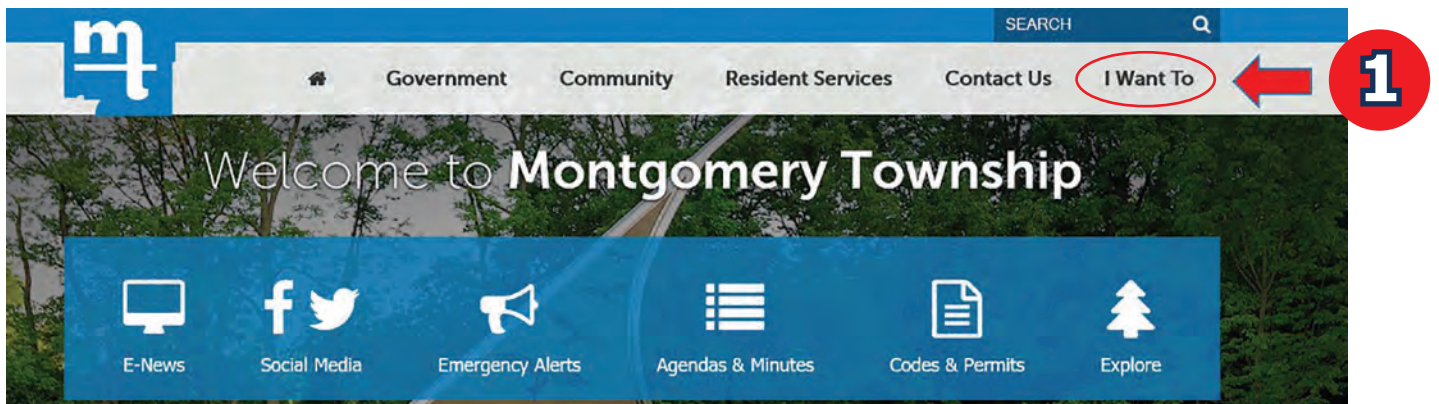 SEARCH
m
Government Community Resident Services Contact Us I Want To
1
Welcome to Montgomery Township
E-News Social Media Emergency Alerts Agendas & Minutes Codes & Permits Explore